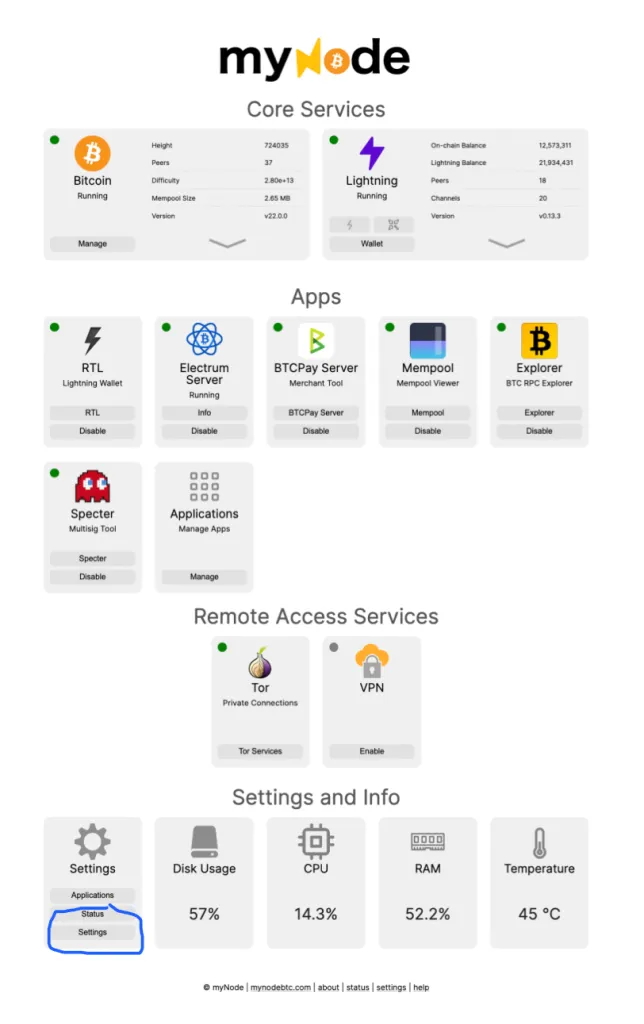 myNode
Core Services
Bitcoin
Running
Manage
Height 724035
Peers 37
Difficulty 2.80e+13
Mempool Size 2.65 MB
Version v22.0.0
Lightning
Running
Wallet
On-chain Balance 12,573,311
Lightning Balance 21,934,431
Peers 18
Channels 20
Version v0.13.3
Apps
RTL
Lightning Wallet
RTL
Disable
Electrum
Server
Running
Info
Disable
BTCPay Server
Merchant Tool
BTCPay Server
Disable
Mempool
Mempool Viewer
Mempool
Disable
Explorer
BTC RPC Explorer
Explorer
Disable
Specter
Multisig Tool
Specter
Disable
Applications
Manage Apps
Manage
Remote Access Services
Tor
Private Connections
Tor Services
VPN
Enable
Settings and Info
Settings
Applications
Status
Settings
Disk Usage
57%
CPU
14.3%
RAM
52.2%
Temperature
45 °C
© myNode | mynodebtc.com | about | status | settings | help